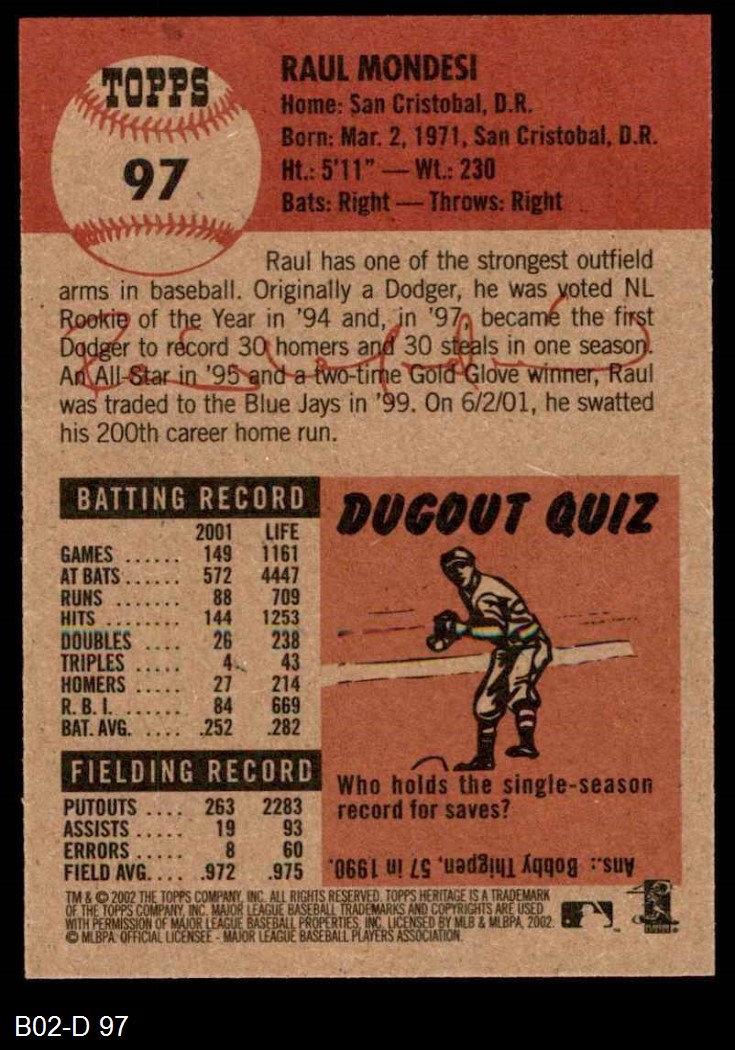 TOPPS
97
RAUL MONDESI
Home: San Cristobal, D.R.
Born: Mar. 2, 1971, San Cristobal, D.R.
Ht.: 5'11" — Wt.: 230
Bats: Right — Throws: Right
Raul has one of the strongest outfield
arms in baseball. Originally a Dodger, he was voted NL
Rookie of the Year in '94 and, in '97, became the first
Dodger to record 30 homers and 30 steals in one season.
An All-Star in '95 and a two-time Gold Glove winner, Raul
was traded to the Blue Jays in '99. On 6/2/01, he swatted
his 200th career home run.
BATTING RECORD
2001 LIFE
GAMES ...... 149 1161
AT BATS ...... 572 4447
RUNS ....... 88 709
HITS ........ 144 1253
DOUBLES .... 26 238
TRIPLES ..... 4 43
HOMERS ..... 27 214
R. B. I. ...... 84 669
BAT. AVG. .... .252 .282
FIELDING RECORD
PUTOUTS .... 263 2283
ASSISTS ..... 19 93
ERRORS ..... 8 60
FIELD AVG. ... .972 .975
DUGOUT QUIZ
Who holds the single-season
record for saves?
Ans.: Bobby Thigpen, 57 in 1990.
TM & © 2002 THE TOPPS COMPANY, INC. ALL RIGHTS RESERVED. TOPPS HERITAGE IS A TRADEMARK
OF THE TOPPS COMPANY, INC. MAJOR LEAGUE BASEBALL TRADEMARKS AND COPYRIGHTS ARE USED
WITH PERMISSION OF MAJOR LEAGUE BASEBALL PROPERTIES, INC. LICENSED BY MLB & MLBPA, 2002.
© MLBPA. OFFICIAL LICENSEE - MAJOR LEAGUE BASEBALL PLAYERS ASSOCIATION.
B02-D 97